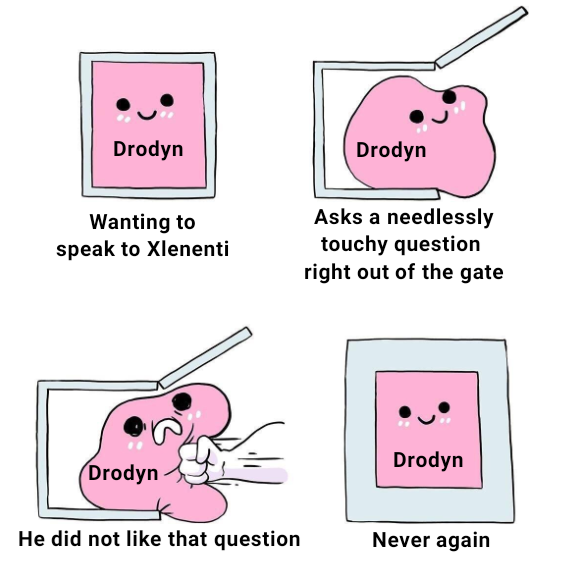 Drodyn
Wanting to
speak to Xlenenti
Drodyn
Asks a needlessly
touchy question
right out of the gate
Drodyn
He did not like that question
Drodyn
Never again